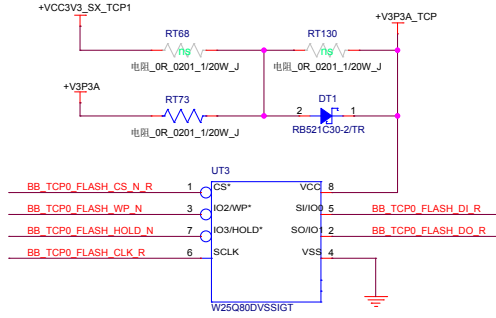 +VCC3V3_SX_TCP1
+V3P3A_TCP
RT68
RT130
ns
ns
电阻_0R_0201_1/20W_J
电阻_0R_0201_1/20W_J
+V3P3A
RT73
DT1
2
1
电阻_0R_0201_1/20W_J
RB521C30-2/TR
UT3
BB_TCP0_FLASH_CS_N_R
1
CS*
VCC
8
BB_TCP0_FLASH_WP_N
3
IO2/WP*
SI/IO0
5
BB_TCP0_FLASH_DI_R
BB_TCP0_FLASH_HOLD_N
7
IO3/HOLD*
SO/IO1
2
BB_TCP0_FLASH_DO_R
BB_TCP0_FLASH_CLK_R
6
SCLK
VSS
4
W25Q80DVSSIGT